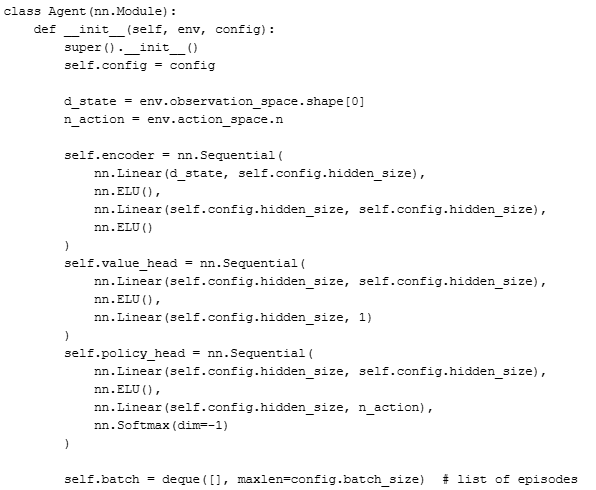 class Agent(nn.Module):
    def __init__(self, env, config):
        super().__init__()
        self.config = config

        d_state = env.observation_space.shape[0]
        n_action = env.action_space.n

        self.encoder = nn.Sequential(
            nn.Linear(d_state, self.config.hidden_size),
            nn.ELU(),
            nn.Linear(self.config.hidden_size, self.config.hidden_size),
            nn.ELU()
        )
        self.value_head = nn.Sequential(
            nn.Linear(self.config.hidden_size, self.config.hidden_size),
            nn.ELU(),
            nn.Linear(self.config.hidden_size, 1)
        )
        self.policy_head = nn.Sequential(
            nn.Linear(self.config.hidden_size, self.config.hidden_size),
            nn.ELU(),
            nn.Linear(self.config.hidden_size, n_action),
            nn.Softmax(dim=-1)
        )

        self.batch = deque([], maxlen=config.batch_size)  # list of episodes